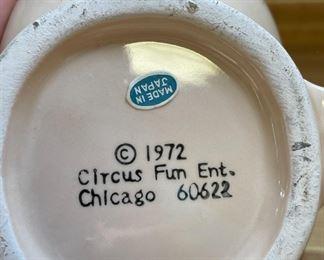 MADE IN
JAPAN
© 1972
Circus Fun Ent.
Chicago 60622